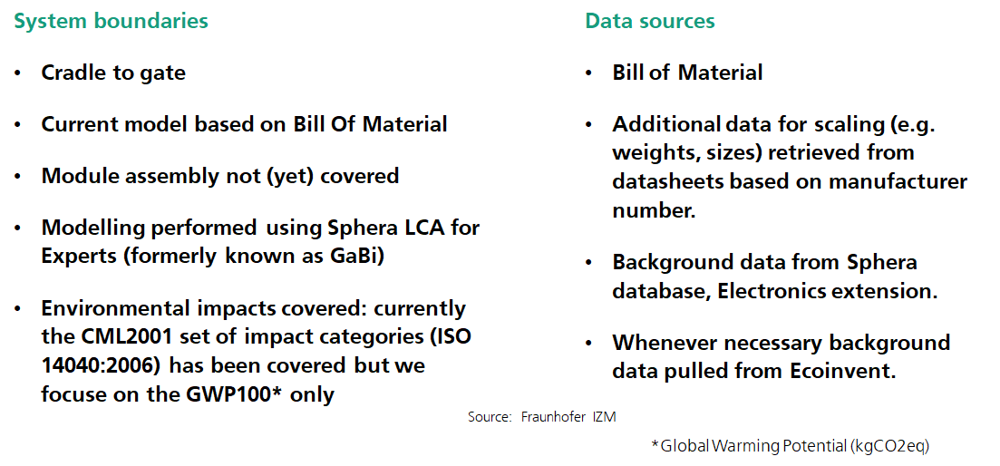 System boundaries
• Cradle to gate
• Current model based on Bill Of Material
• Module assembly not (yet) covered
• Modelling performed using Sphera LCA for
Experts (formerly known as GaBi)
• Environmental impacts covered: currently
the CML2001 set of impact categories (ISO
14040:2006) has been covered but we
focuse on the GWP100* only
Data sources
• Bill of Material
• Additional data for scaling (e.g.
weights, sizes) retrieved from
datasheets based on manufacturer
number.
• Background data from Sphera
database, Electronics extension.
• Whenever necessary background
data pulled from Ecoinvent.
Source: Fraunhofer IZM
*Global Warming Potential (kgCO2eq)